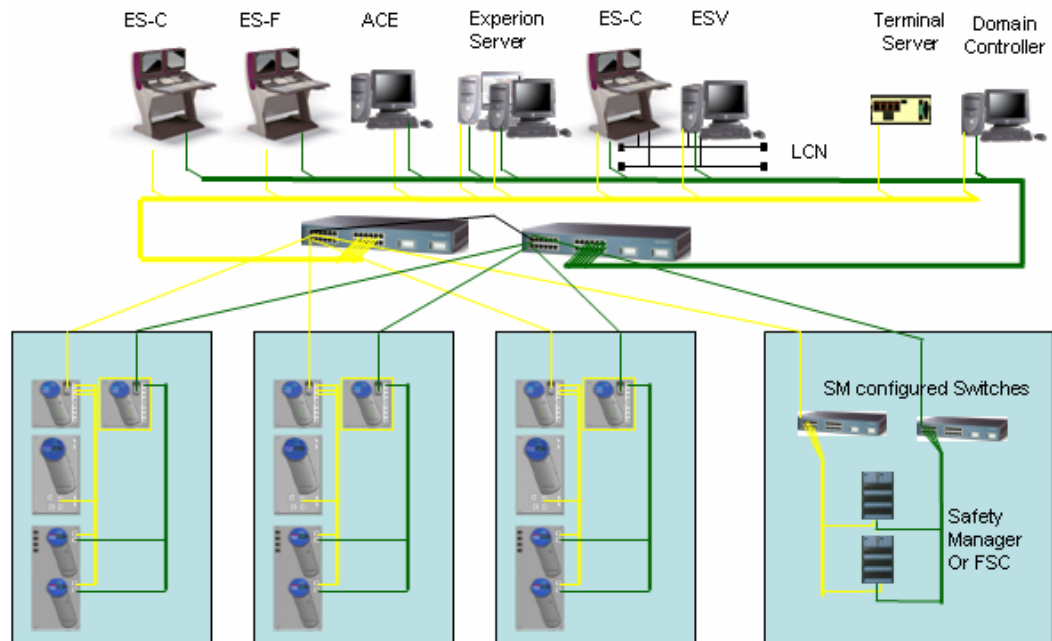 ES-C
ES-F
ACE
Experion
Server
ES-C
ESV
Terminal
Server
Domain
Controller
LCN
SM configured Switches
Safety
Manager
Or FSC